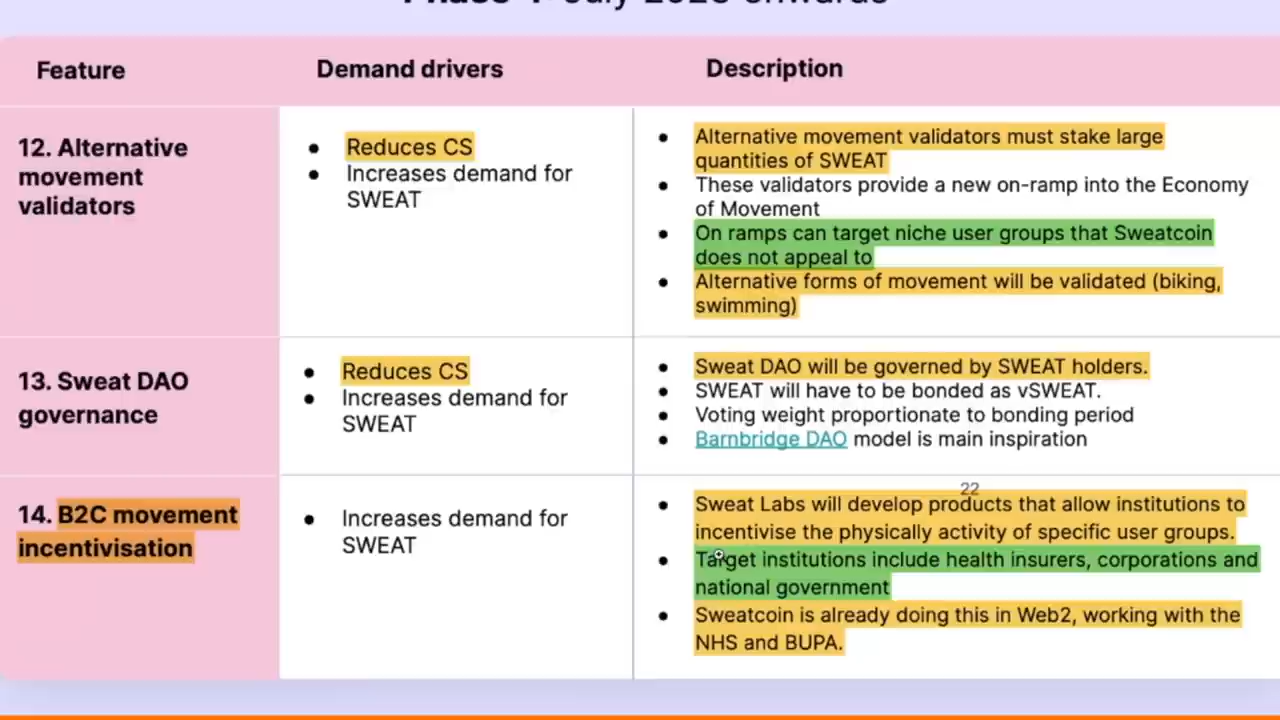 Phase 4: July 2023 onwards
Feature
Demand drivers
Description
12. Alternative
movement
validators
Reduces CS
Increases demand for
SWEAT
Alternative movement validators must stake large
quantities of SWEAT
These validators provide a new on-ramp into the Economy
of Movement
On ramps can target niche user groups that Sweatcoin
does not appeal to
Alternative forms of movement will be validated (biking,
swimming)
13. Sweat DAO
governance
Reduces CS
Increases demand for
SWEAT
Sweat DAO will be governed by SWEAT holders.
SWEAT will have to be bonded as vSWEAT.
Voting weight proportionate to bonding period
Barnbridge DAO model is main inspiration
14. B2C movement
incentivisation
Increases demand for
SWEAT
22
Sweat Labs will develop products that allow institutions to
incentivise the physically activity of specific user groups.
Target institutions include health insurers, corporations and
national government
Sweatcoin is already doing this in Web2, working with the
NHS and BUPA.